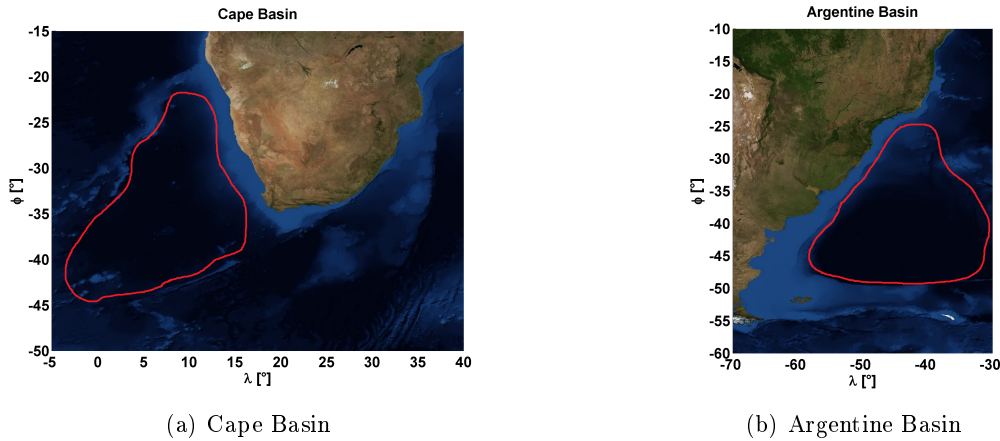 Cape Basin
-15
-20
-25
-30
-35
-40
-45
-50
ϕ [°]
-5 0 5 10 15 20 25 30 35 40
λ [°]
(a) Cape Basin
Argentine Basin
-10
-15
-20
-25
-30
-35
-40
-45
-50
-55
-60
ϕ [°]
-70 -60 -50 -40 -30
λ [°]
(b) Argentine Basin